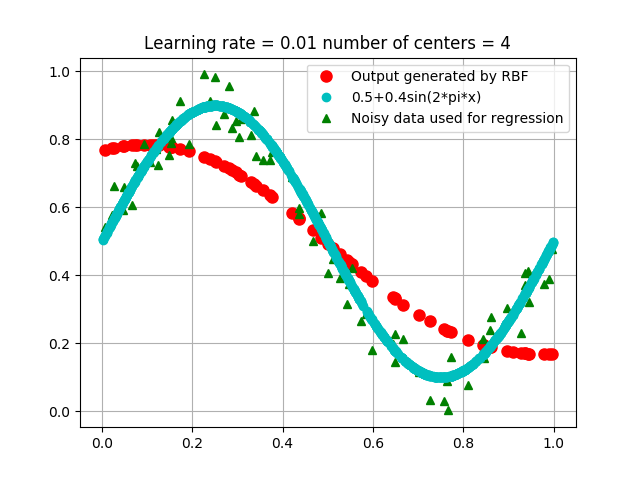 Learning rate = 0.01 number of centers = 4
Output generated by RBF
0.5+0.4sin(2*pi*x)
Noisy data used for regression
1.0
0.8
0.6
0.4
0.2
0.0
0.0 0.2 0.4 0.6 0.8 1.0